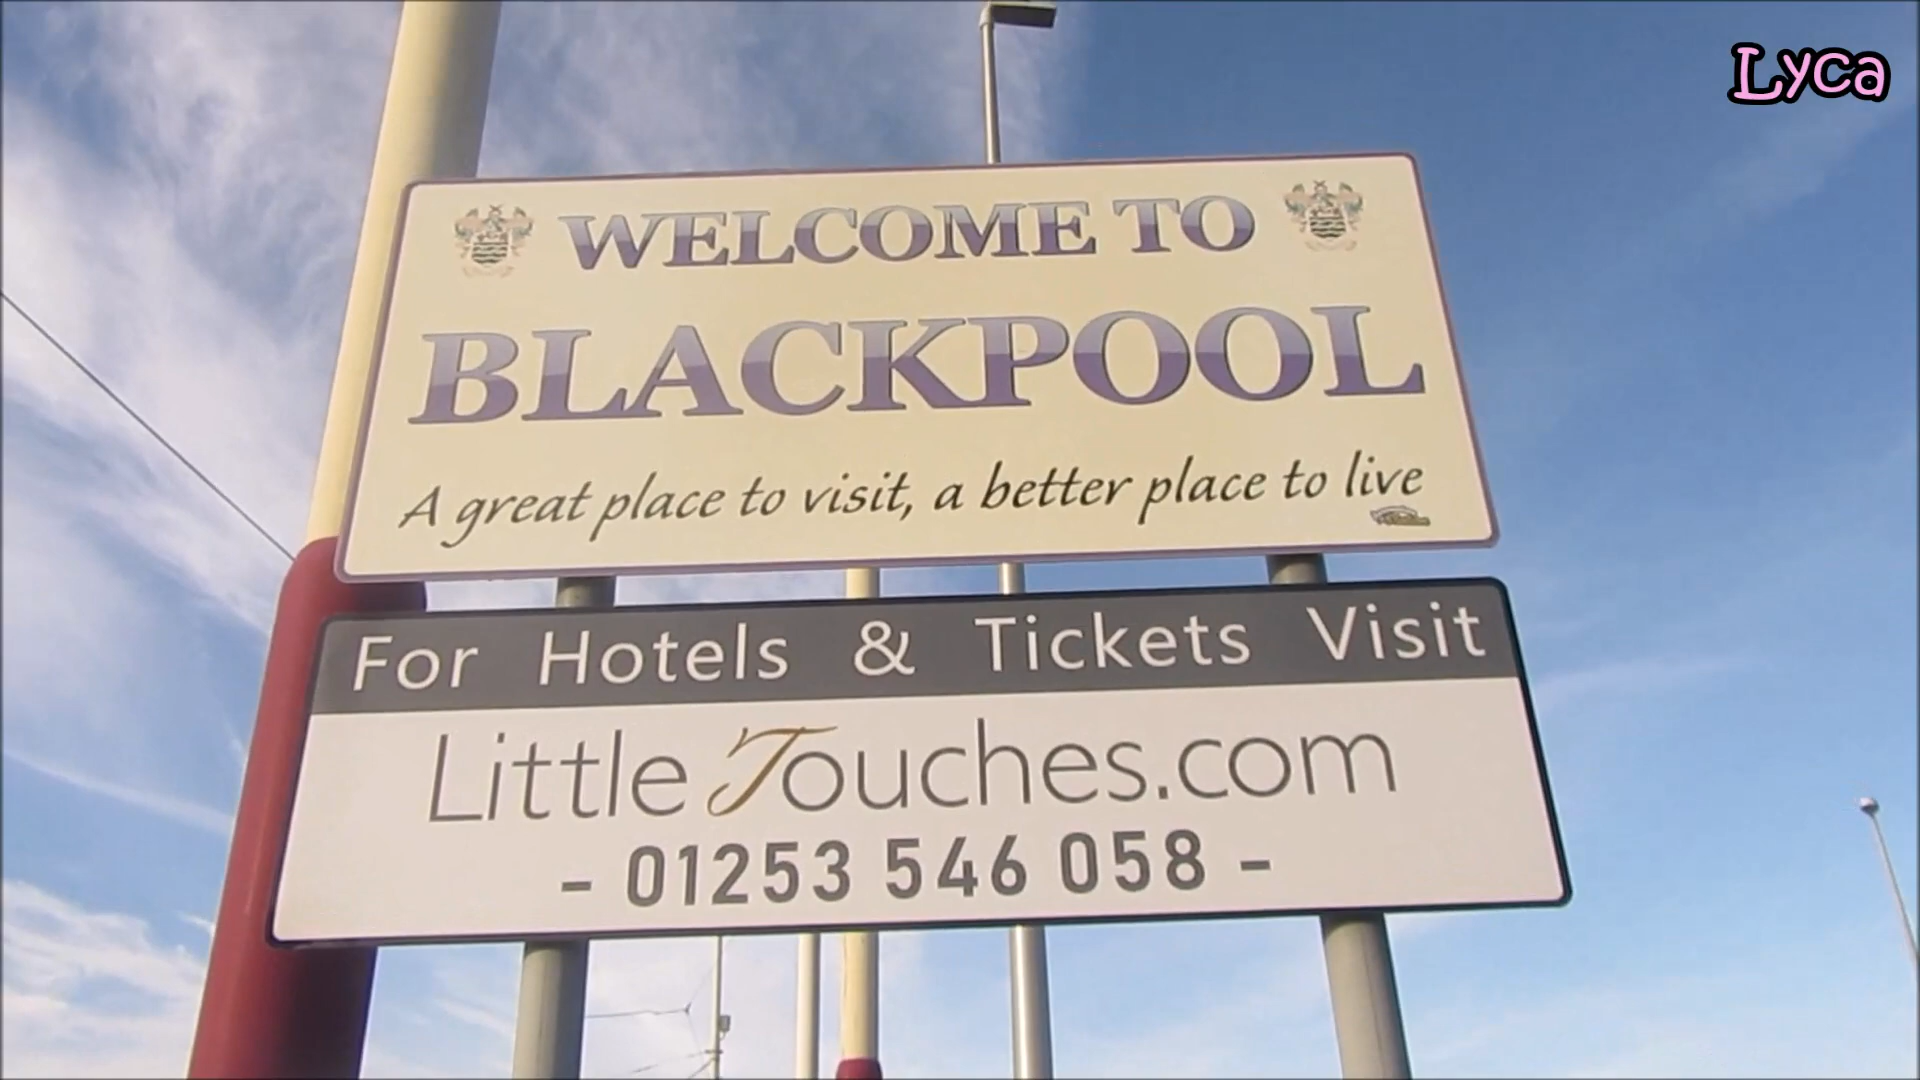 Lyca
WELCOME TO
BLACKPOOL
A great place to visit, a better place to live
For Hotels & Tickets Visit
LittleTouches.com
- 01253 546 058 -